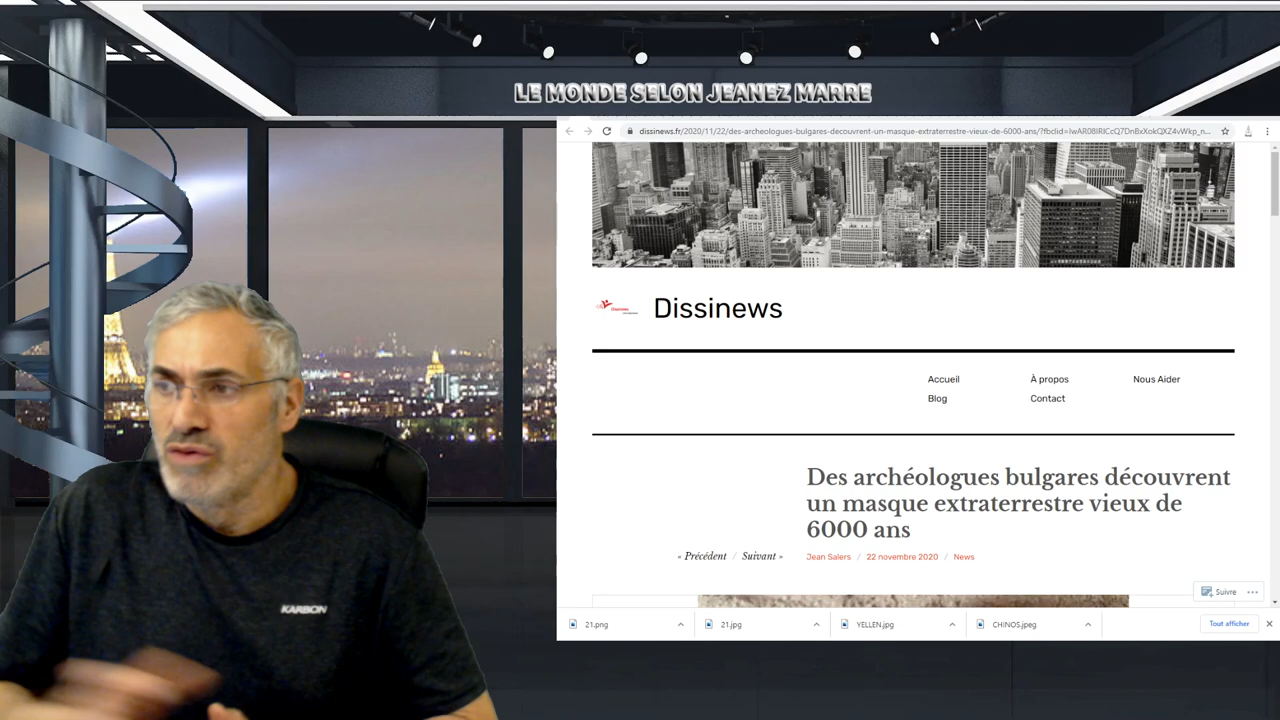 LE MONDE SELON JEANEZ MARRE
dissinews.fr/2020/11/22/des-archeologues-bulgares-decouvrent-un-masque-extraterrestre-vieux-de-6000-ans/?fbclid=IwAR08IRICcQ7DnBxXokQXZ4vWkp_n...
Dissinews
Accueil
À propos
Nous Aider
Blog
Contact
Des archéologues bulgares découvrent
un masque extraterrestre vieux de
6000 ans
« Précédent / Suivant »
Jean Salers / 22 novembre 2020 / News
Suivre
21.png
21.jpg
YELLEN.jpg
CHINOS.jpeg
Tout afficher
KARBON